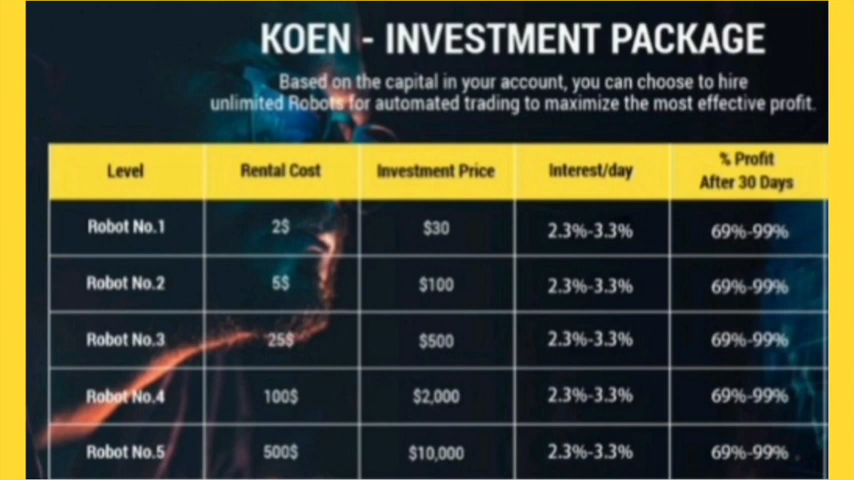 KOEN - INVESTMENT PACKAGE
Based on the capital in your account, you can choose to hire
unlimited Robots for automated trading to maximize the most effective profit.
Level Rental Cost Investment Price Interest/day % Profit After 30 Days
Robot No.1 2$ $30 2.3%-3.3% 69%-99%
Robot No.2 5$ $100 2.3%-3.3% 69%-99%
Robot No.3 25$ $500 2.3%-3.3% 69%-99%
Robot No.4 100$ $2,000 2.3%-3.3% 69%-99%
Robot No.5 500$ $10,000 2.3%-3.3% 69%-99%